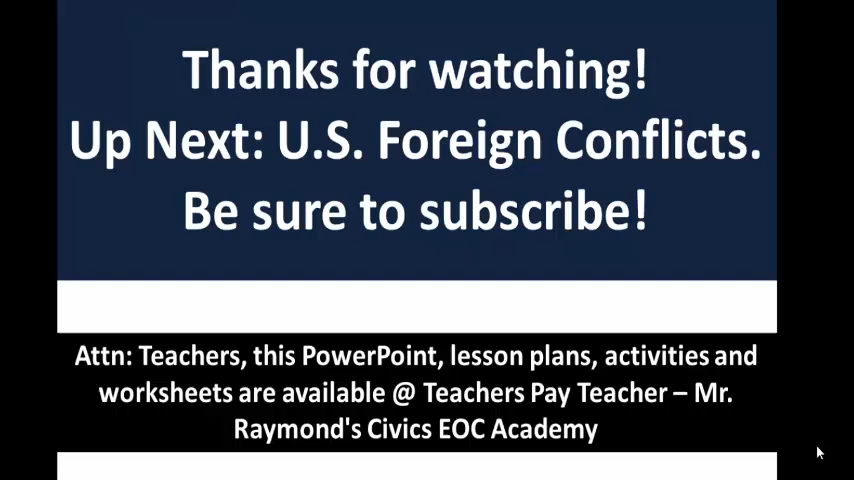 Thanks for watching!
Up Next: U.S. Foreign Conflicts.
Be sure to subscribe!
Attn: Teachers, this PowerPoint, lesson plans, activities and
worksheets are available @ Teachers Pay Teacher – Mr.
Raymond's Civics EOC Academy